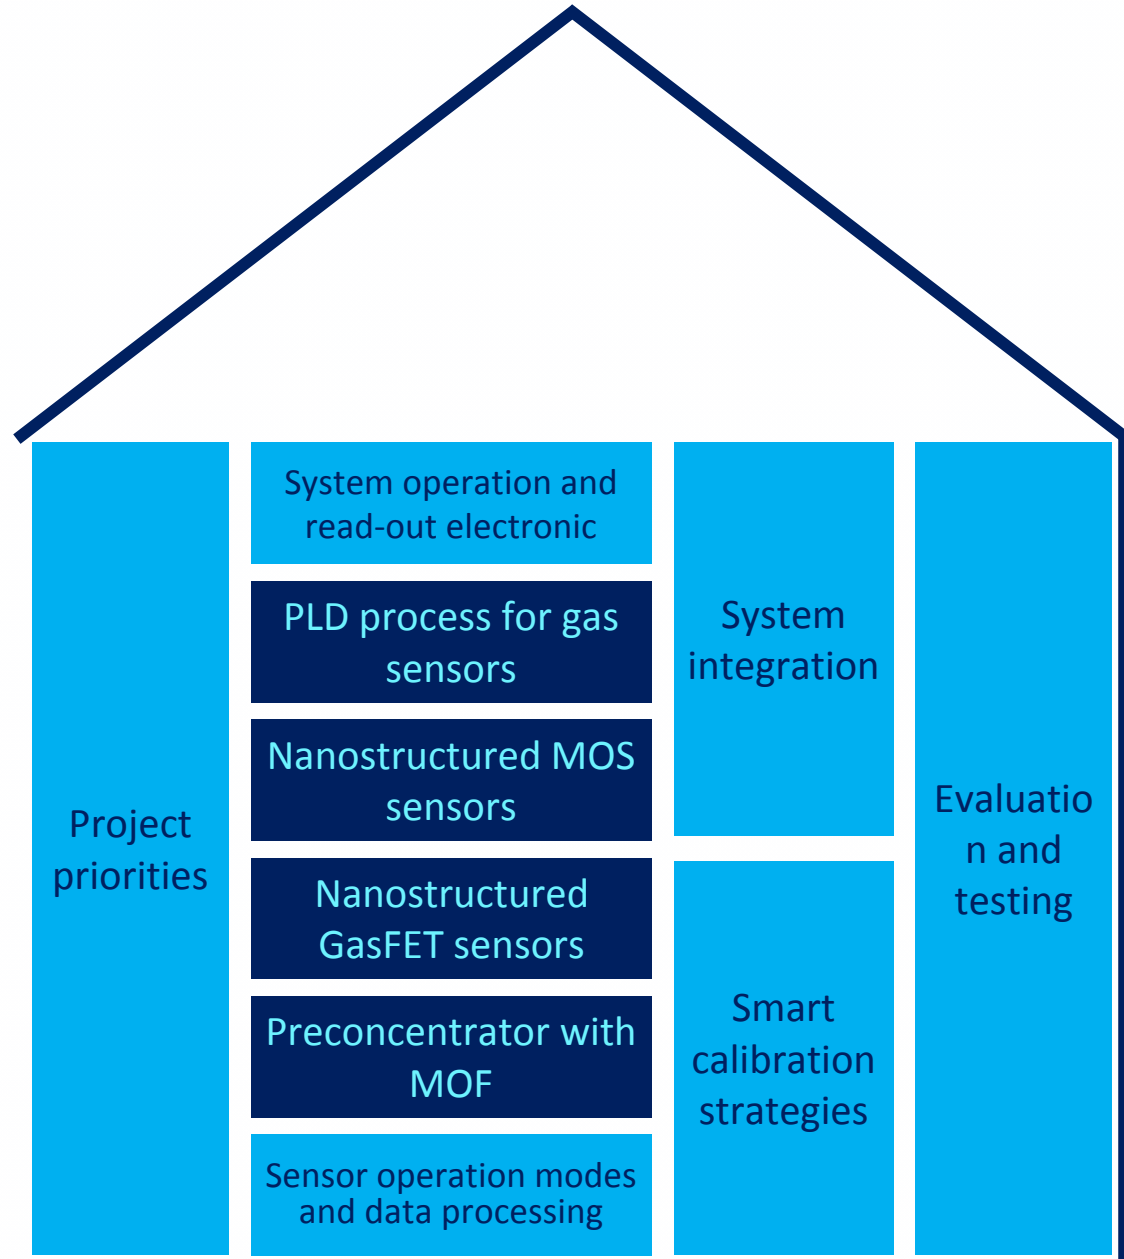 Project
priorities
System operation and
read-out electronic
PLD process for gas
sensors
Nanostructured MOS
sensors
Nanostructured
GasFET sensors
Preconcentrator with
MOF
Sensor operation modes
and data processing
System
integration
Smart
calibration
strategies
Evaluatio
n and
testing